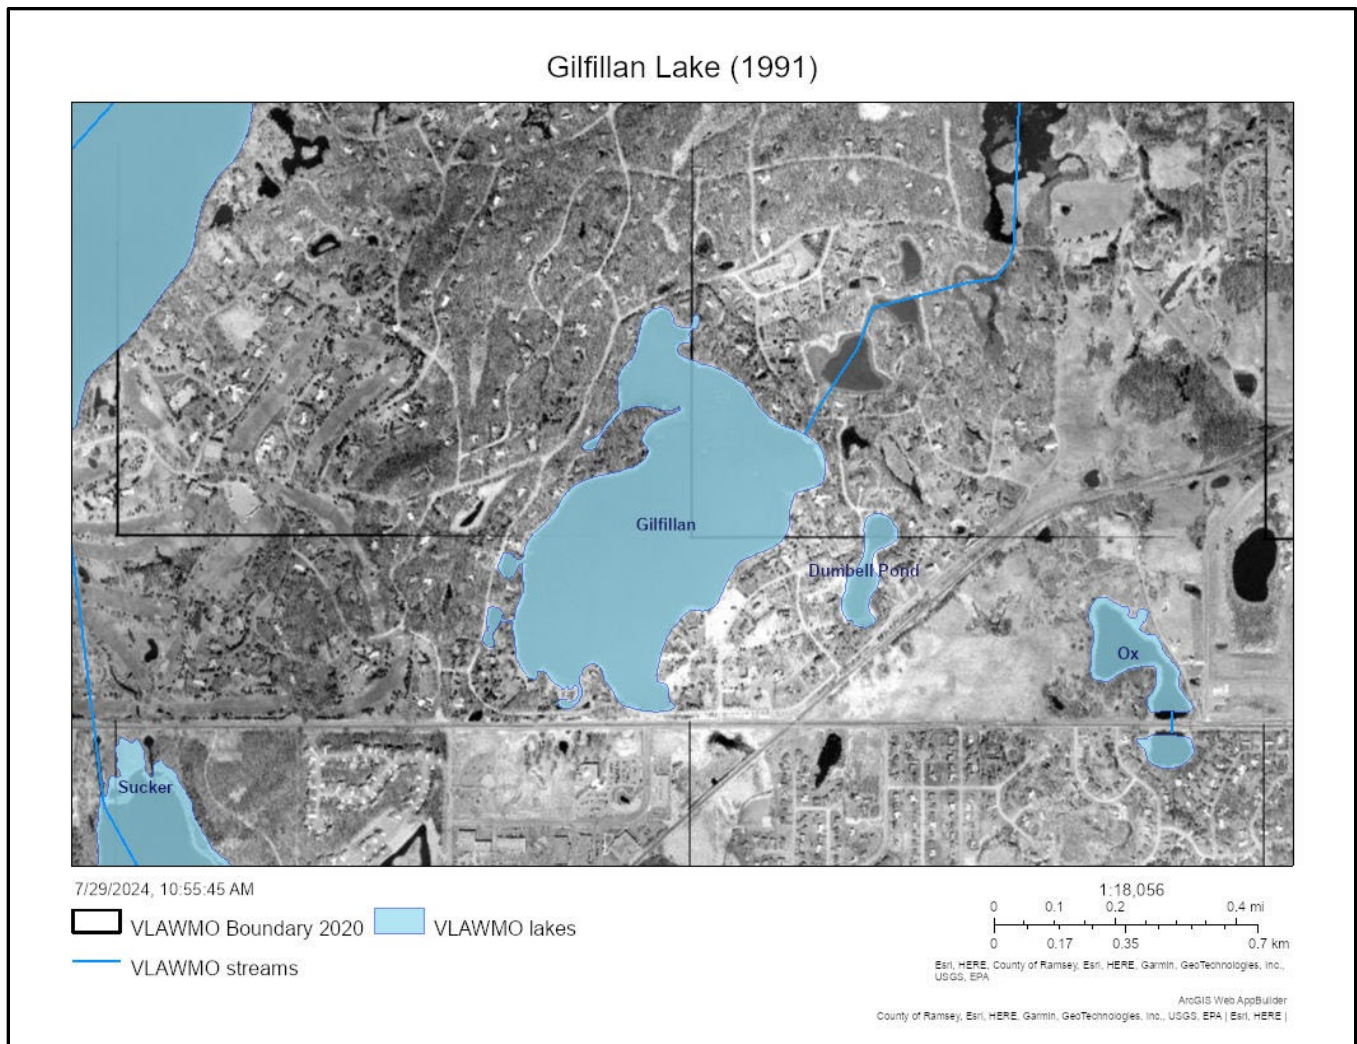 Gilfillan Lake (1991)
Gilfillan
Dumbell Pond
Ox
Sucker
7/29/2024, 10:55:45 AM
VLAWMO Boundary 2020
VLAWMO lakes
VLAWMO streams
1:18,056
0 0.1 0.2 0.4 mi
0 0.17 0.35 0.7 km
Esri, HERE, County of Ramsey, Esri, HERE, Garmin, GeoTechnologies, Inc.,
USGS, EPA
ArcGIS Web AppBuilder
County of Ramsey, Esri, HERE, Garmin, GeoTechnologies, Inc., USGS, EPA | Esri, HERE |